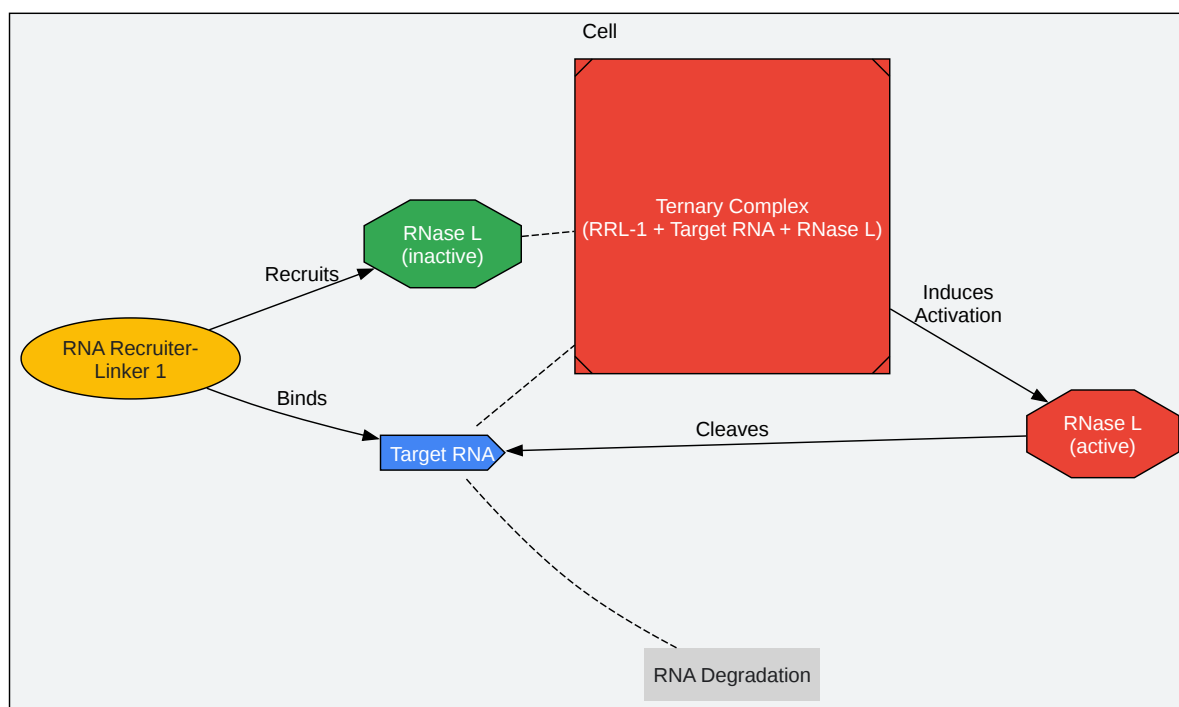 Cell
Ternary Complex
(RRL-1 + Target RNA + RNase L)
RNase L
(inactive)
Recruits
Induces
Activation
RNA Recruiter-
Linker 1
Binds
Cleaves
RNase L
(active)
Target RNA
RNA Degradation